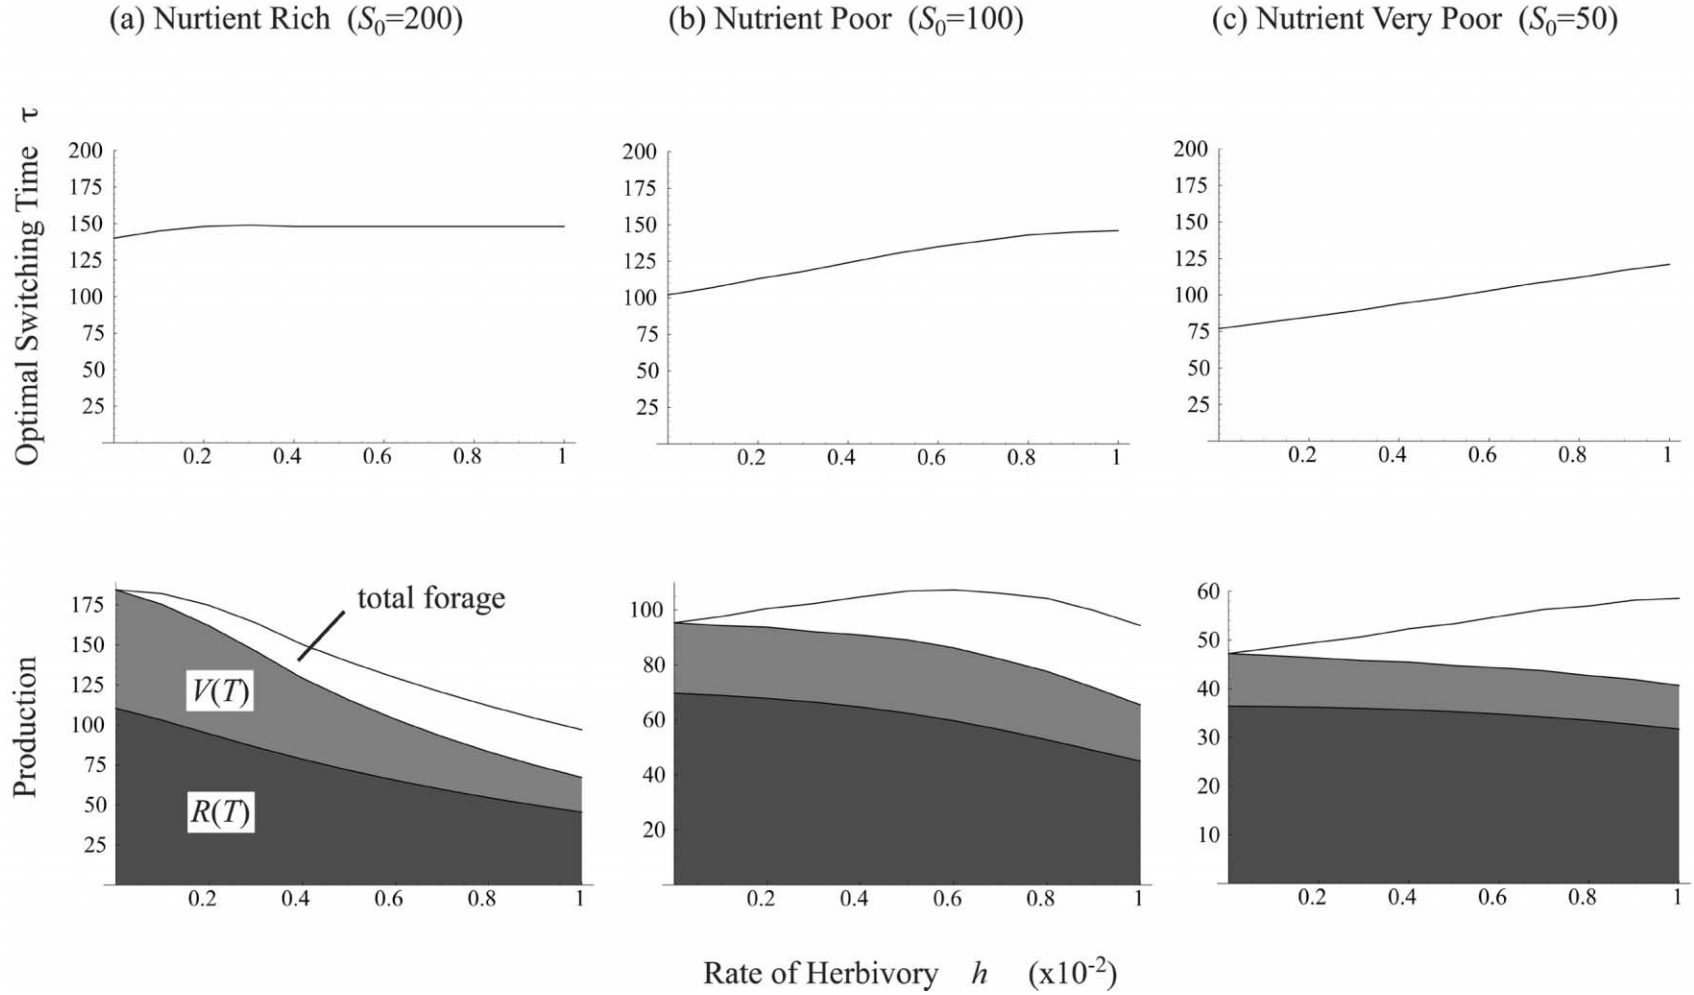 (a) Nurtient Rich (S₀=200)
(b) Nutrient Poor (S₀=100)
(c) Nutrient Very Poor (S₀=50)
Optimal Switching Time τ
200
175
150
125
100
75
50
25
0.2 0.4 0.6 0.8 1
200
175
150
125
100
75
50
25
0.2 0.4 0.6 0.8 1
200
175
150
125
100
75
50
25
0.2 0.4 0.6 0.8 1
Production
175
150
125
100
75
50
25
total forage
V(T)
R(T)
0.2 0.4 0.6 0.8 1
100
80
60
40
20
0.2 0.4 0.6 0.8 1
60
50
40
30
20
10
0.2 0.4 0.6 0.8 1
Rate of Herbivory h (x10⁻²)